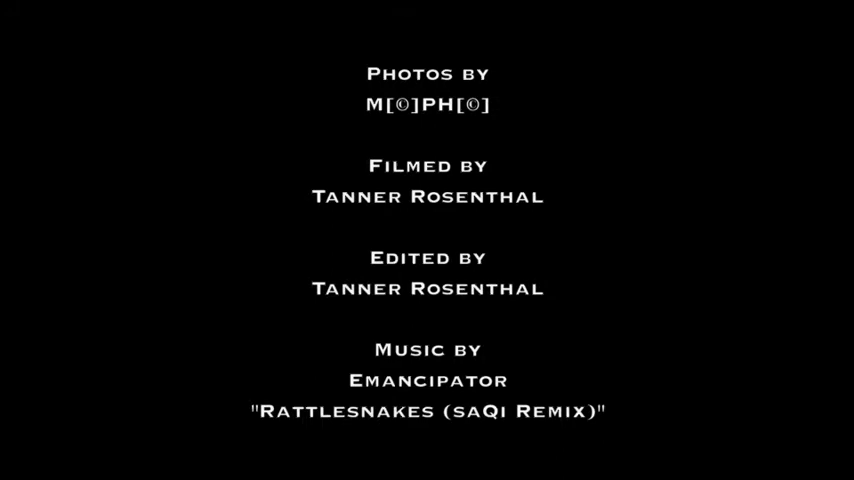 Photos by
M[©]PH[©]
Filmed by
Tanner Rosenthal
Edited by
Tanner Rosenthal
Music by
Emancipator
"Rattlesnakes (saQi Remix)"